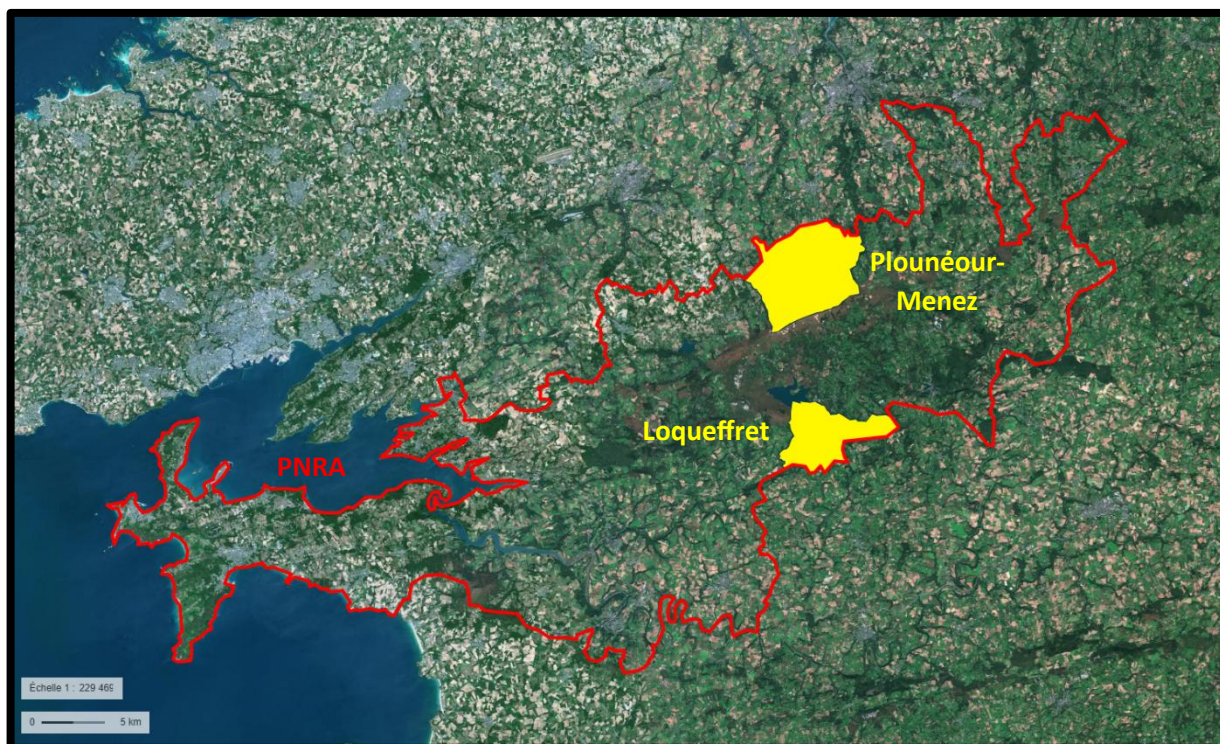 Plounéour-
Menez
Loqueffret
PNRA
Échelle 1 : 229 469
0 5 km